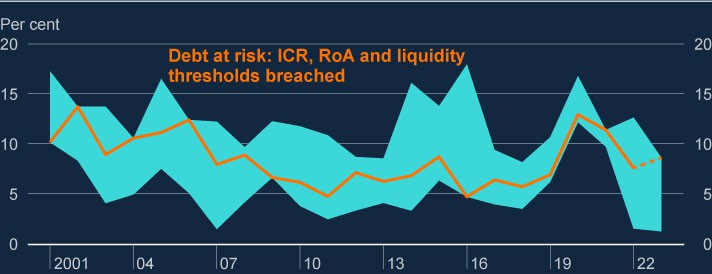 Per cent
20 20
Debt at risk: ICR, RoA and liquidity
thresholds breached
15 15
10 10
5 5
0 0
2001 04 07 10 13 16 19 22